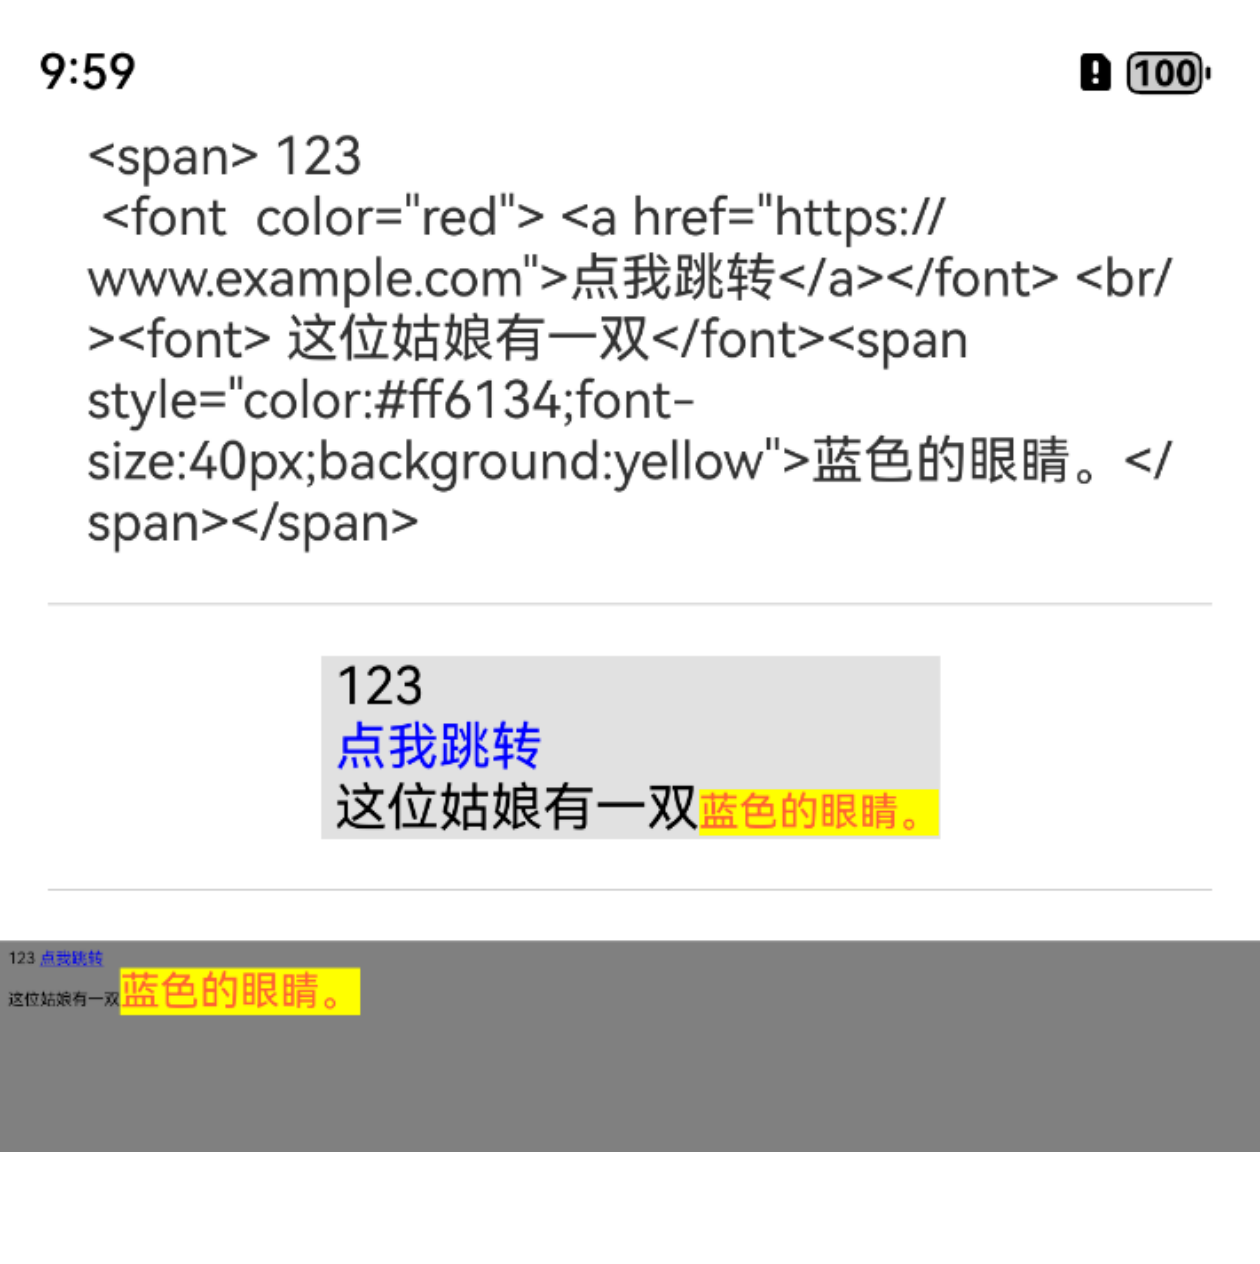 9:59
100
<span> 123
<font  color="red"> <a href="https://
www.example.com">点我跳转</a></font> <br/
><font> 这位姑娘有一双</font><span
style="color:#ff6134;font-
size:40px;background:yellow">蓝色的眼睛。</
span></span>
123
点我跳转
这位姑娘有一双蓝色的眼睛。
123 点我跳转
这位姑娘有一双蓝色的眼睛。